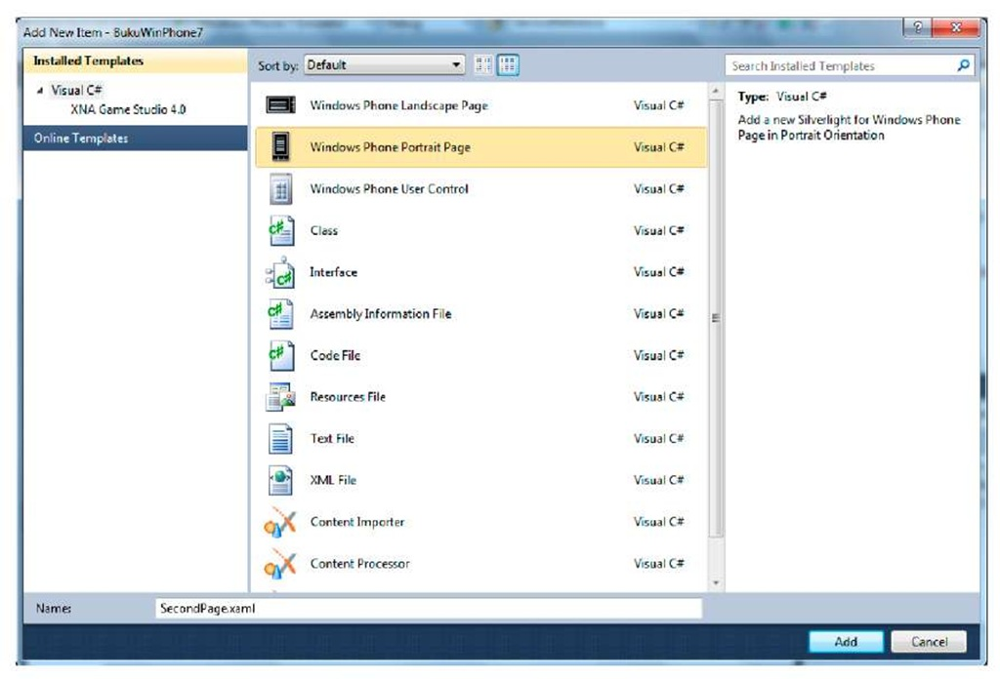 Add New Item - BukuWinPhone7
Installed Templates
Visual C#
XNA Game Studio 4.0
Online Templates
Sort by: Default
Search Installed Templates
Windows Phone Landscape Page Visual C#
Windows Phone Portrait Page Visual C#
Windows Phone User Control Visual C#
Class Visual C#
Interface Visual C#
Assembly Information File Visual C#
Code File Visual C#
Resources File Visual C#
Text File Visual C#
XML File Visual C#
Content Importer Visual C#
Content Processor Visual C#
Type: Visual C#
Add a new Silverlight for Windows Phone
Page in Portrait Orientation
Name: SecondPage.xaml
Add Cancel